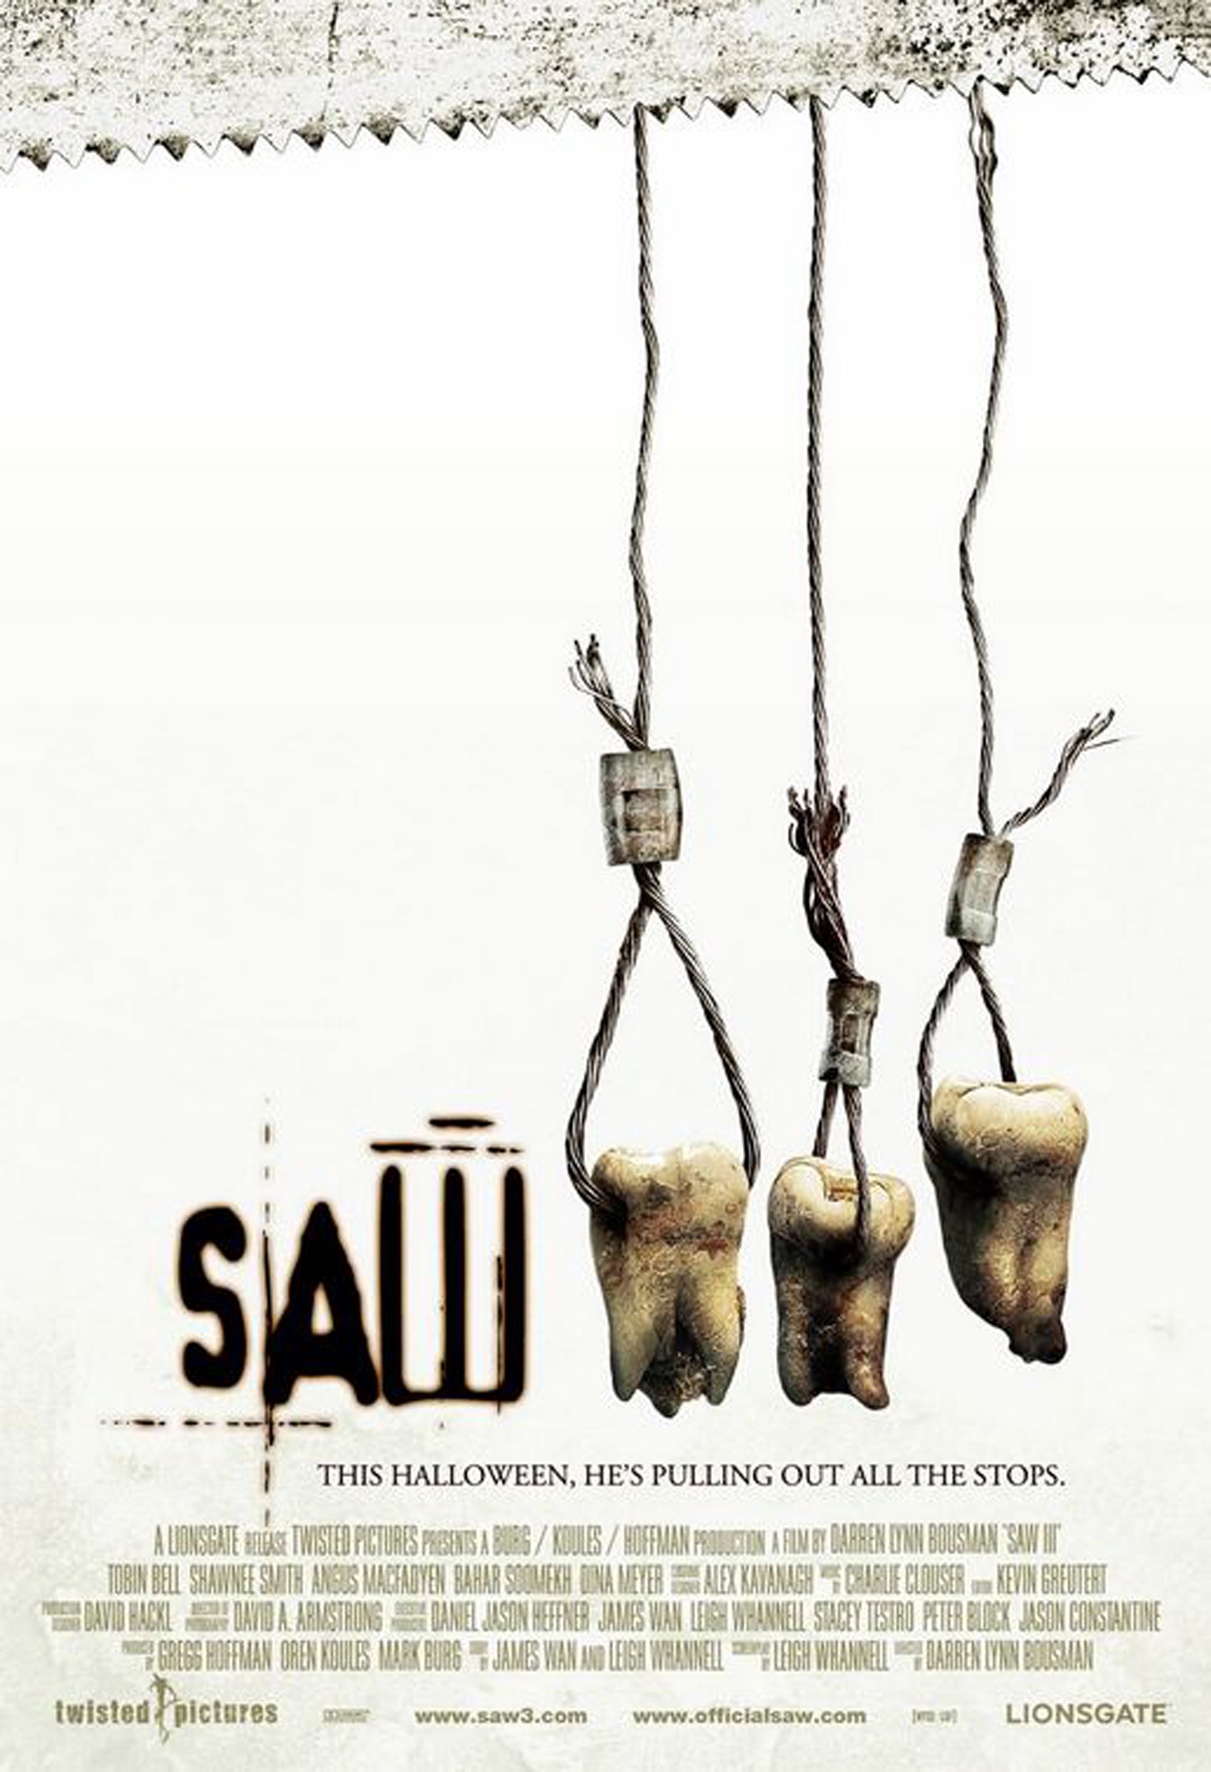 SAW
THIS HALLOWEEN, HE'S PULLING OUT ALL THE STOPS.
A LIONSGATE RELEASE TWISTED PICTURES PRESENTS A BURG / KOULES / HOFFMAN PRODUCTION A FILM BY DARREN LYNN BOUSMAN "SAW III"
TOBIN BELL SHAWNEE SMITH ANGUS MACFADYEN BAHAR SOOMEKH DINA MEYER ALEX KAVANAGH CHARLIE CLOUSER KEVIN GREUTERT
DAVID HACKL DAVID A. ARMSTRONG DANIEL JASON HEFFNER JAMES WAN LEIGH WHANNELL STACEY TESTRO PETER BLOCK JASON CONSTANTINE
GREGG HOFFMAN OREN KOULES MARK BURG JAMES WAN AND LEIGH WHANNELL LEIGH WHANNELL DARREN LYNN BOUSMAN
twisted pictures www.saw3.com www.officialsaw.com LIONSGATE